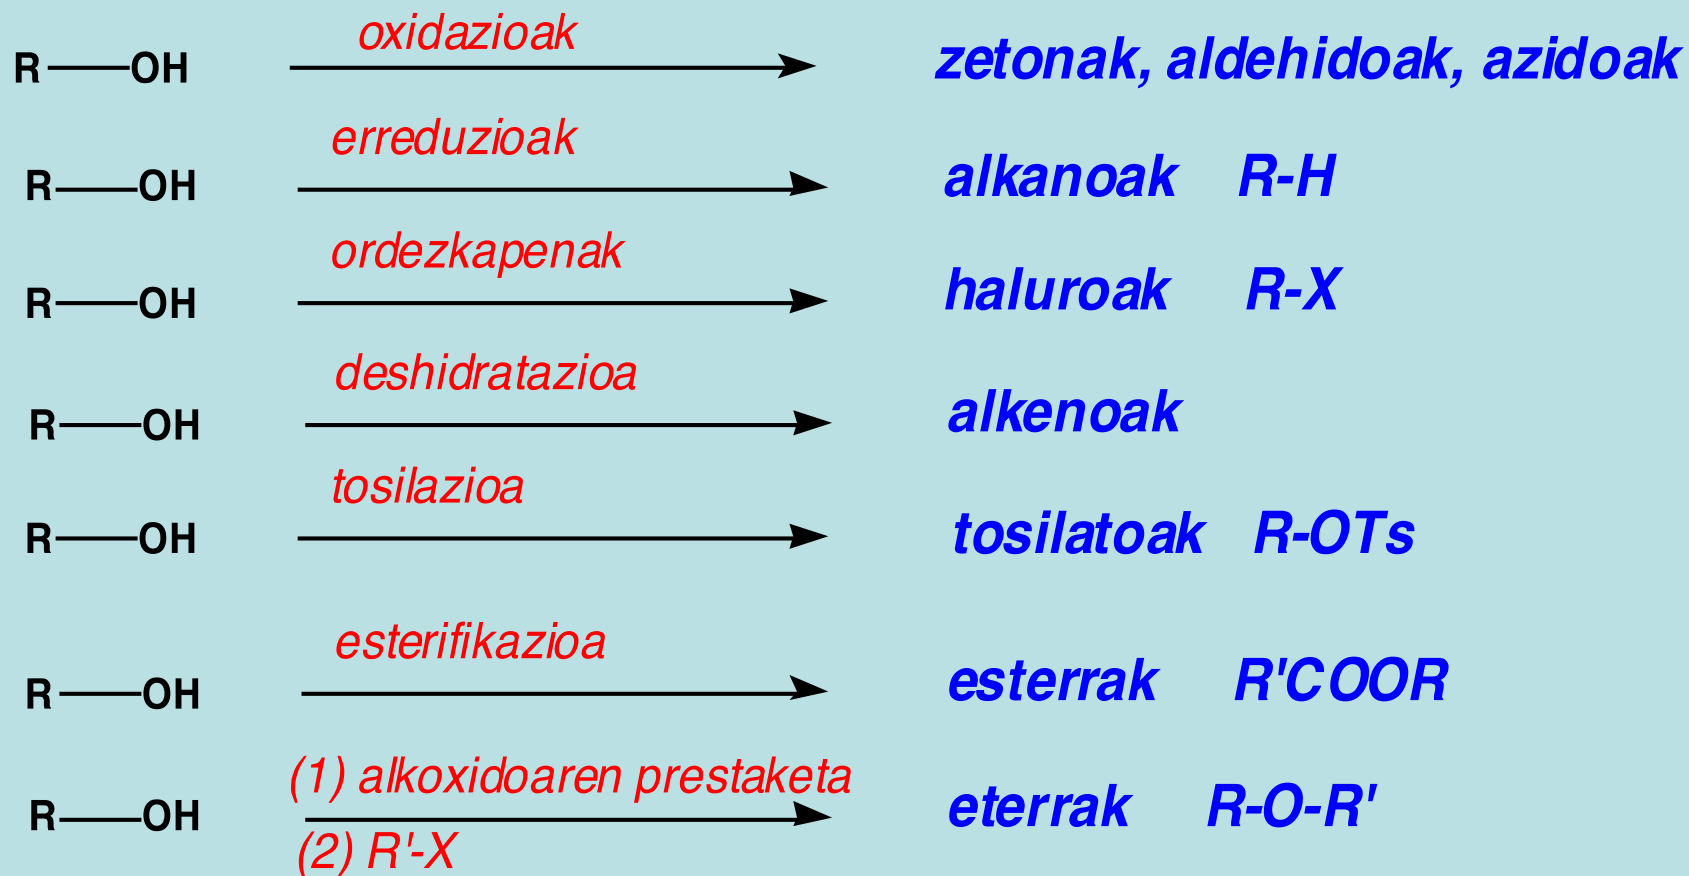 R—OH oxidazioak zetonak, aldehidoak, azidoak
R—OH erreduzioak alkanoak R-H
R—OH ordezkapenak haluroak R-X
R—OH deshidratazioa alkenoak
R—OH tosilazioa tosilatoak R-OTs
R—OH esterifikazioa esterrak R'COOR
R—OH (1) alkoxidoaren prestaketa eterrak R-O-R'
(2) R'-X